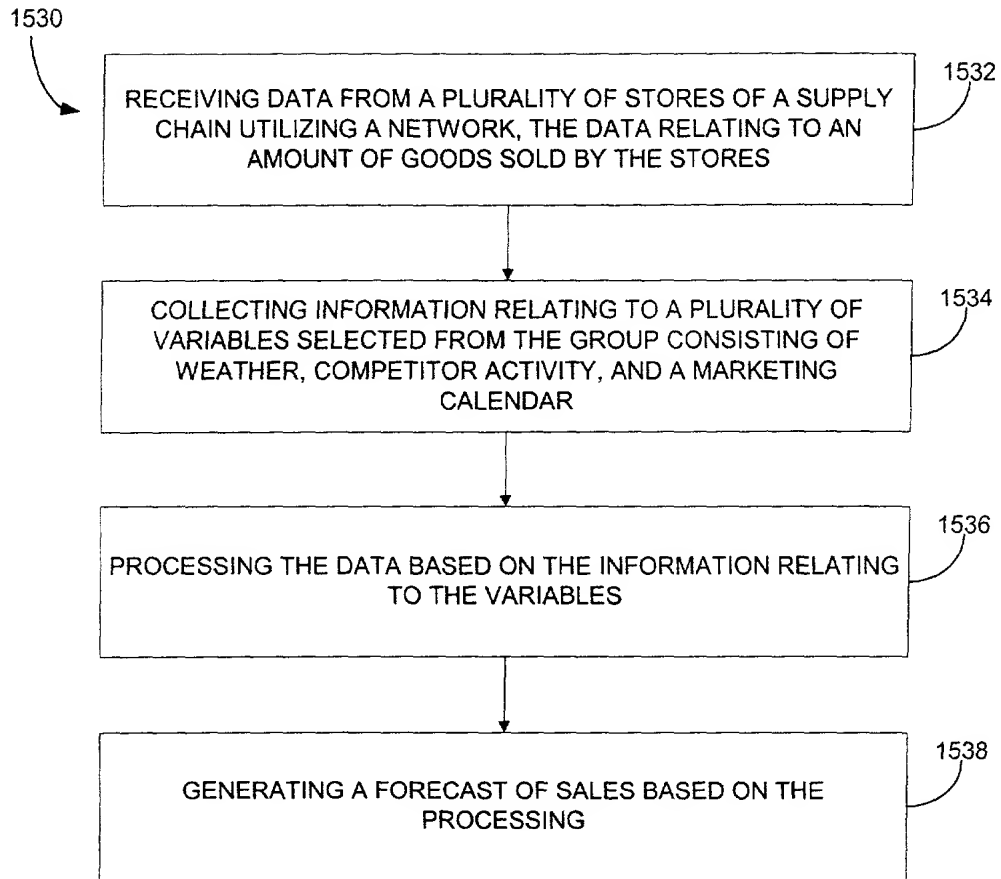 1530
1532
RECEIVING DATA FROM A PLURALITY OF STORES OF A SUPPLY
CHAIN UTILIZING A NETWORK, THE DATA RELATING TO AN
AMOUNT OF GOODS SOLD BY THE STORES
1534
COLLECTING INFORMATION RELATING TO A PLURALITY OF
VARIABLES SELECTED FROM THE GROUP CONSISTING OF
WEATHER, COMPETITOR ACTIVITY, AND A MARKETING
CALENDAR
1536
PROCESSING THE DATA BASED ON THE INFORMATION RELATING
TO THE VARIABLES
1538
GENERATING A FORECAST OF SALES BASED ON THE
PROCESSING